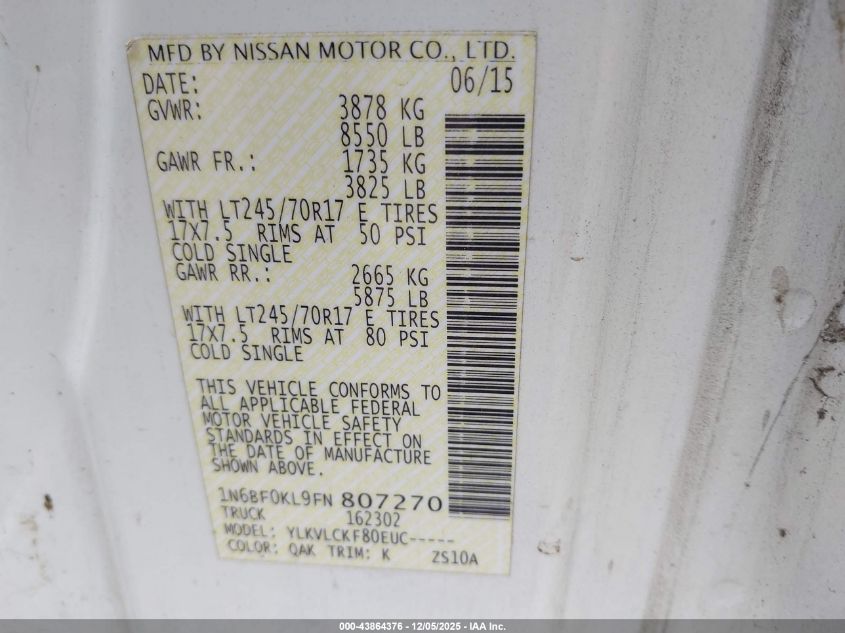 MFD BY NISSAN MOTOR CO., LTD.
DATE: 06/15
GVWR: 3878 KG
8550 LB
GAWR FR.: 1735 KG
3825 LB
WITH LT245/70R17 E TIRES
17X7.5 RIMS AT 50 PSI
COLD SINGLE
GAWR RR.: 2665 KG
5875 LB
WITH LT245/70R17 E TIRES
17X7.5 RIMS AT 80 PSI
COLD SINGLE
THIS VEHICLE CONFORMS TO
ALL APPLICABLE FEDERAL
MOTOR VEHICLE SAFETY
STANDARDS IN EFFECT ON
THE DATE OF MANUFACTURE
SHOWN ABOVE.
1N6BF0KL9FN 807270
TRUCK 162302
MODEL: YLKVLCKF80EUC-----
COLOR: QAK TRIM: K ZS10A
000-43864376 - 12/05/2025 - IAA Inc.